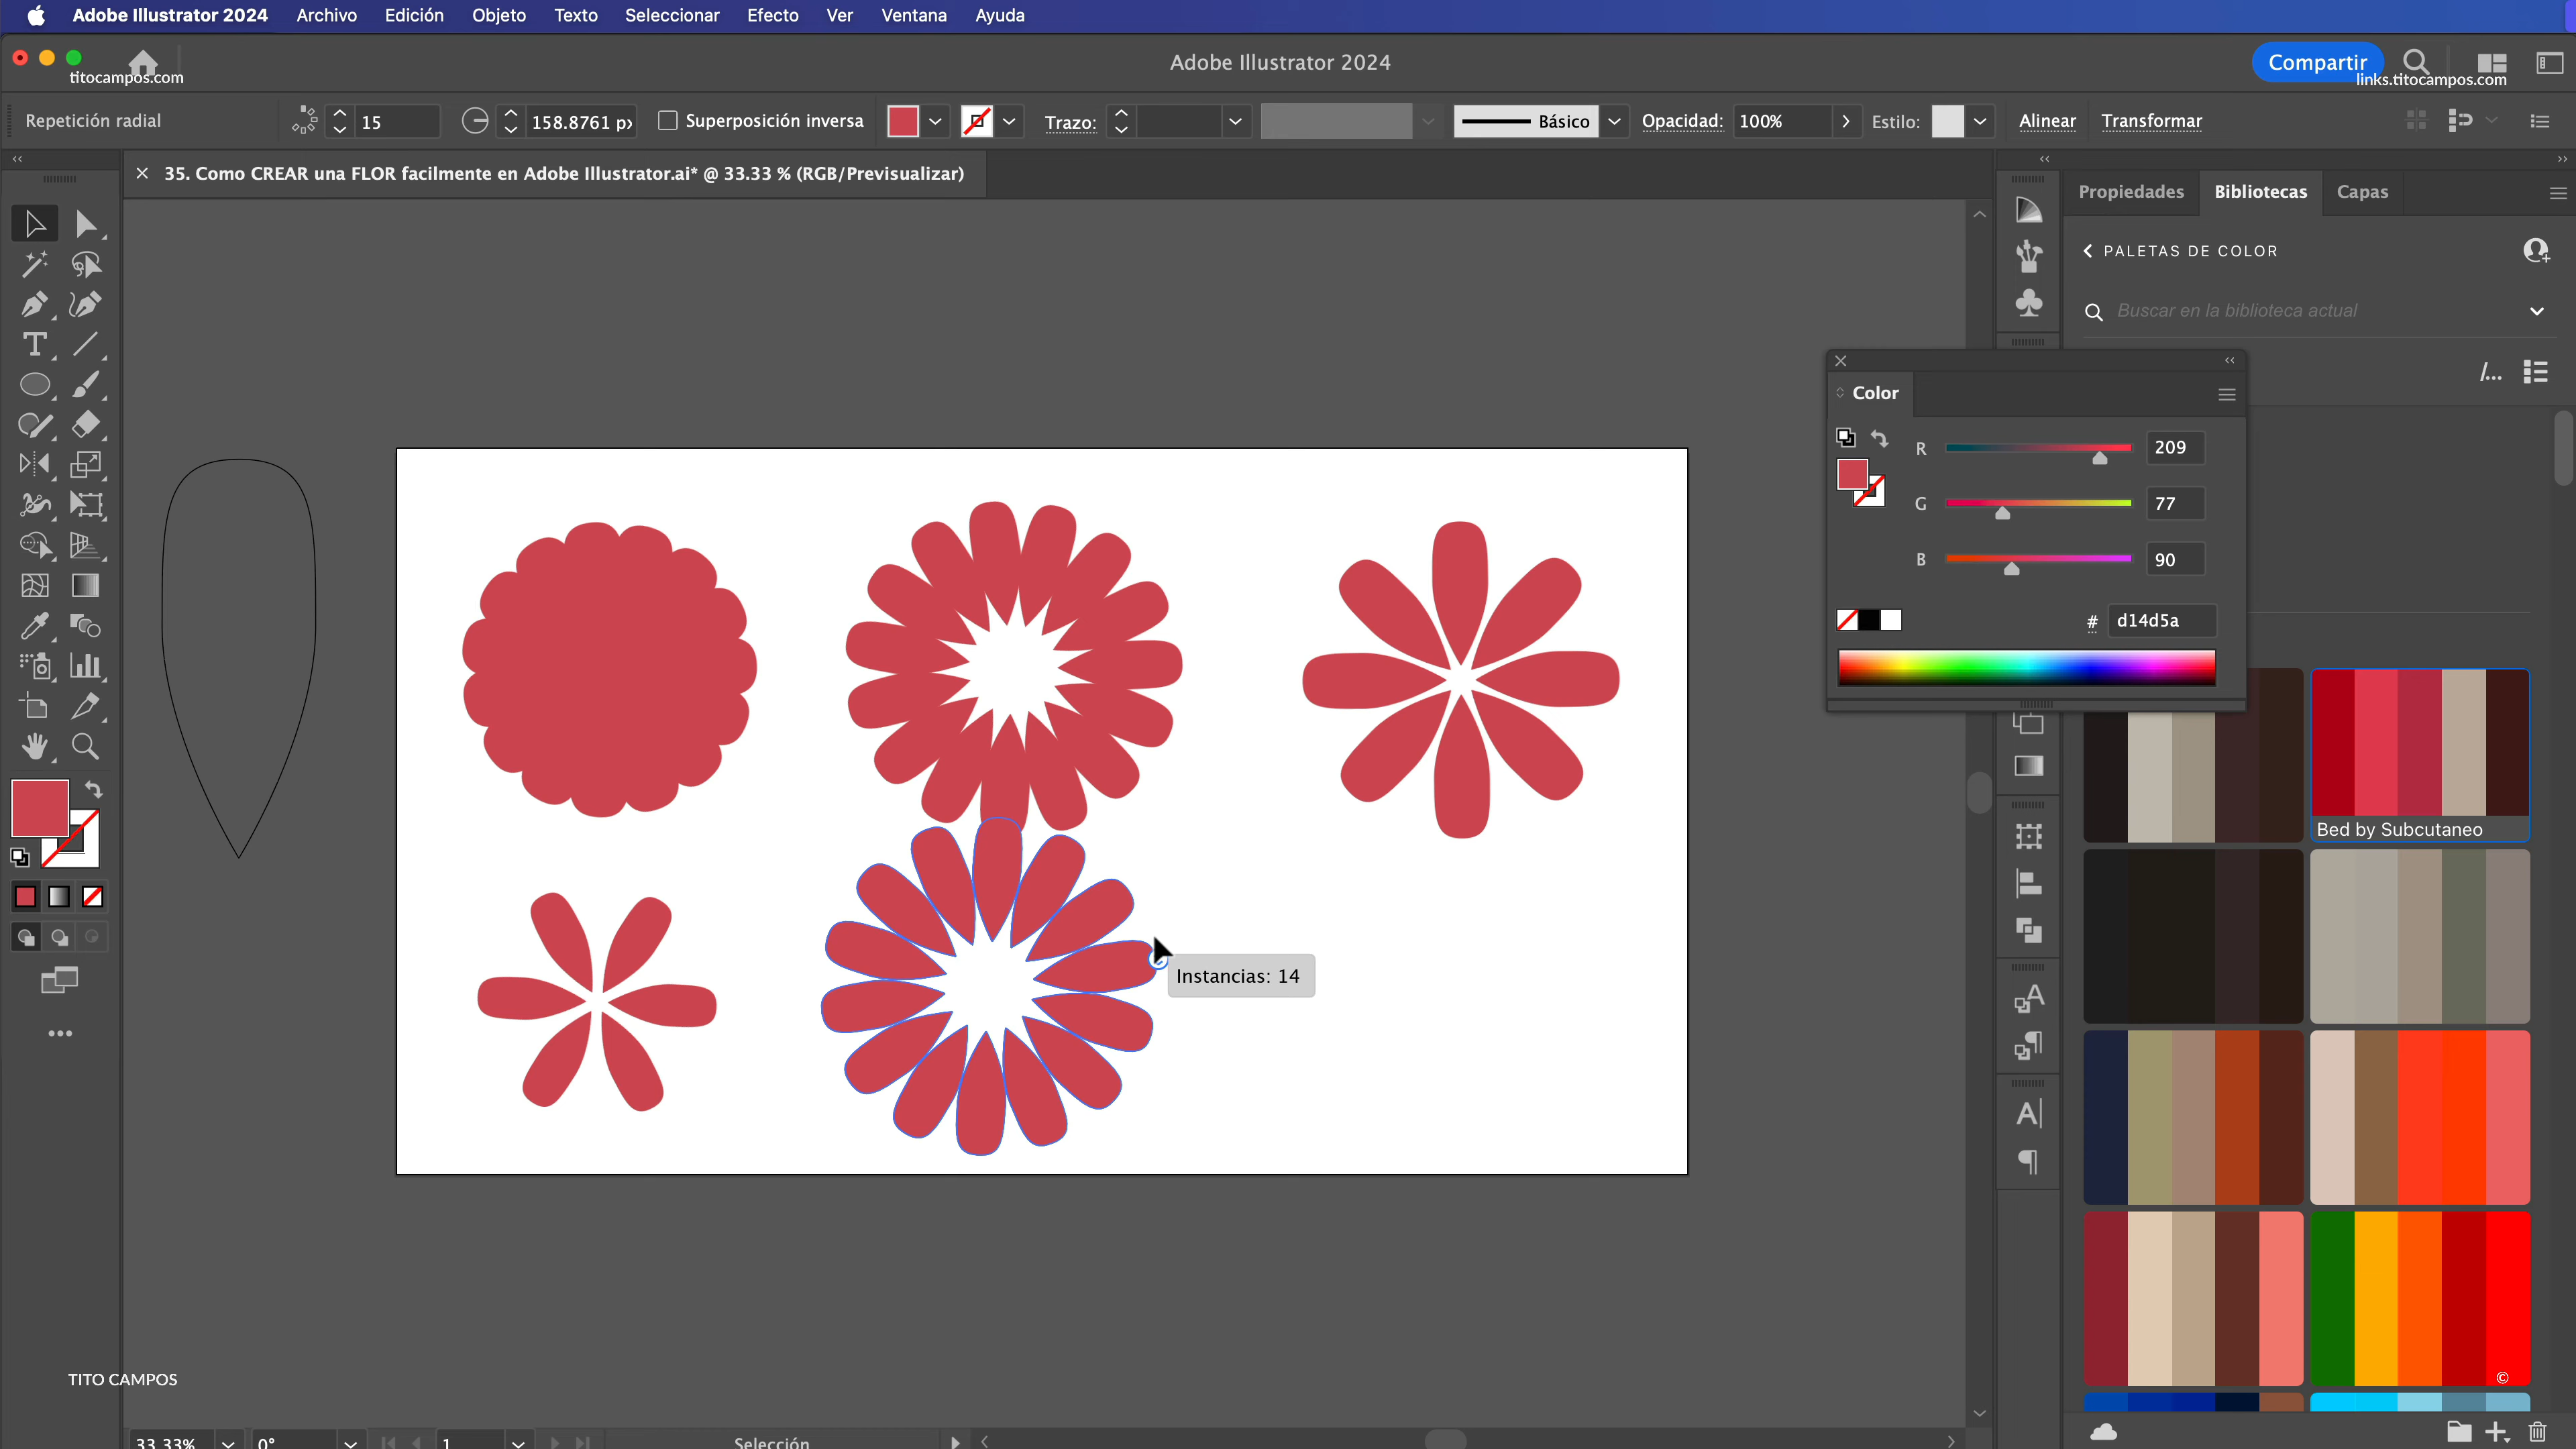 Adobe Illustrator 2024 Archivo Edición Objeto Texto Seleccionar Efecto Ver Ventana Ayuda
titocampos.com
Adobe Illustrator 2024
Compartir
links.titocampos.com
Repetición radial
15
158.8761 px
Superposición inversa
Trazo:
Básico
Opacidad:
100%
Estilo:
Alinear
Transformar
35. Como CREAR una FLOR facilmente en Adobe Illustrator.ai* @ 33.33 % (RGB/Previsualizar)
Propiedades
Bibliotecas
Capas
PALETAS DE COLOR
Buscar en la biblioteca actual
Color
R 209
G 77
B 90
# d14d5a
Bed by Subcutaneo
Instancias: 14
TITO CAMPOS
33.33%
0°
1
Selección